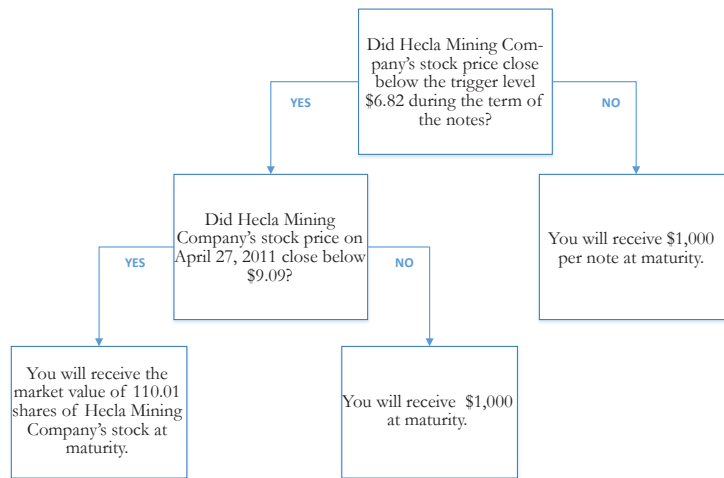 Did Hecla Mining Com-
pany's stock price close
below the trigger level
$6.82 during the term of
the notes?
YES
NO
Did Hecla Mining
Company's stock price on
April 27, 2011 close below
$9.09?
You will receive $1,000
per note at maturity.
YES
NO
You will receive the
market value of 110.01
shares of Hecla Mining
Company's stock at
maturity.
You will receive $1,000
at maturity.